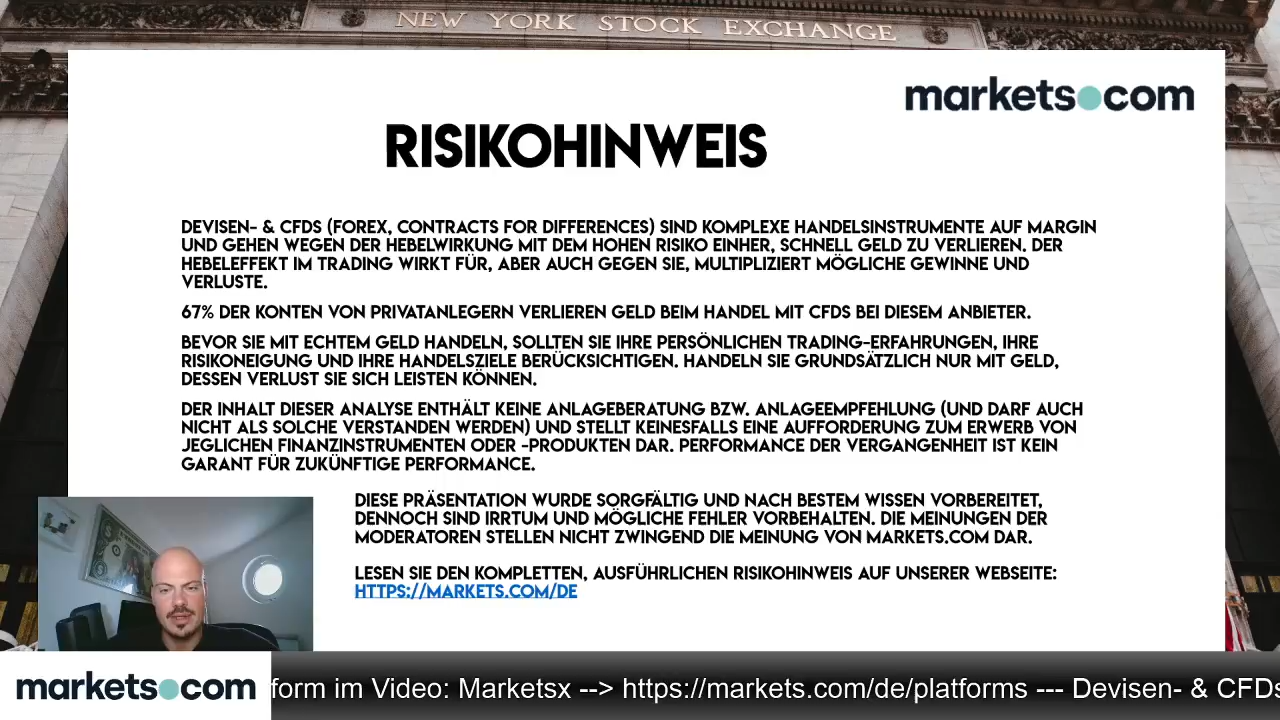 NEW YORK STOCK EXCHANGE
markets.com
RISIKOHINWEIS
DEVISEN- & CFDS (FOREX, CONTRACTS FOR DIFFERENCES) SIND KOMPLEXE HANDELSINSTRUMENTE AUF MARGIN
UND GEHEN WEGEN DER HEBELWIRKUNG MIT DEM HOHEN RISIKO EINHER, SCHNELL GELD ZU VERLIEREN. DER
HEBELEFFEKT IM TRADING WIRKT FÜR, ABER AUCH GEGEN SIE, MULTIPLIZIERT MÖGLICHE GEWINNE UND
VERLUSTE.
67% DER KONTEN VON PRIVATANLEGERN VERLIEREN GELD BEIM HANDEL MIT CFDS BEI DIESEM ANBIETER.
BEVOR SIE MIT ECHTEM GELD HANDELN, SOLLTEN SIE IHRE PERSÖNLICHEN TRADING-ERFAHRUNGEN, IHRE
RISIKONEIGUNG UND IHRE HANDELSZIELE BERÜCKSICHTIGEN. HANDELN SIE GRUNDSÄTZLICH NUR MIT GELD,
DESSEN VERLUST SIE SICH LEISTEN KÖNNEN.
DER INHALT DIESER ANALYSE ENTHÄLT KEINE ANLAGEBERATUNG BZW. ANLAGEEMPFEHLUNG (UND DARF AUCH
NICHT ALS SOLCHE VERSTANDEN WERDEN) UND STELLT KEINESFALLS EINE AUFFORDERUNG ZUM ERWERB VON
JEGLICHEN FINANZINSTRUMENTEN ODER -PRODUKTEN DAR. PERFORMANCE DER VERGANGENHEIT IST KEIN
GARANT FÜR ZUKÜNFTIGE PERFORMANCE.
DIESE PRÄSENTATION WURDE SORGFÄLTIG UND NACH BESTEM WISSEN VORBEREITET,
DENNOCH SIND IRRTUM UND MÖGLICHE FEHLER VORBEHALTEN. DIE MEINUNGEN DER
MODERATOREN STELLEN NICHT ZWINGEND DIE MEINUNG VON MARKETS.COM DAR.
LESEN SIE DEN KOMPLETTEN, AUSFÜHRLICHEN RISIKOHINWEIS AUF UNSERER WEBSEITE:
HTTPS://MARKETS.COM/DE
markets.com
form im Video: Marketsx --> https://markets.com/de/platforms --- Devisen- & CFDs